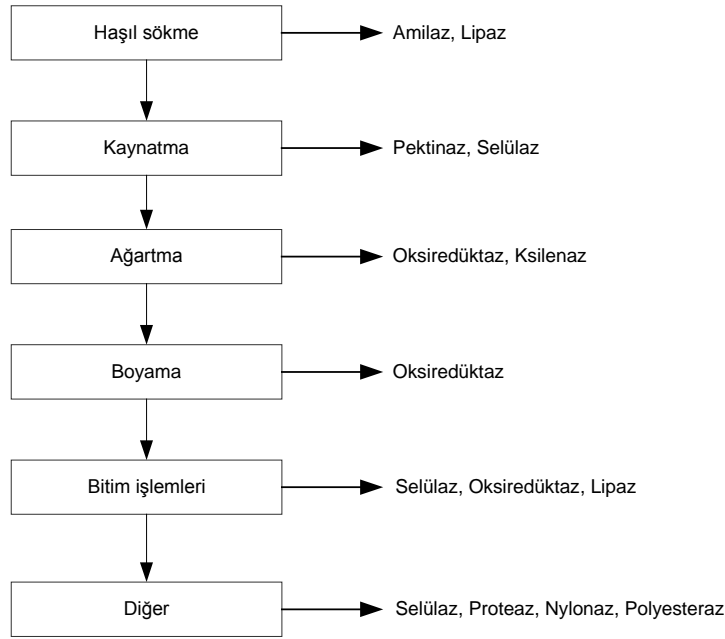 Haşıl sökme
Amilaz, Lipaz
Kaynatma
Pektinaz, Selülaz
Ağartma
Oksiredüktaz, Ksilenaz
Boyama
Oksiredüktaz
Bitim işlemleri
Selülaz, Oksiredüktaz, Lipaz
Diğer
Selülaz, Proteaz, Nylonaz, Polyesteraz